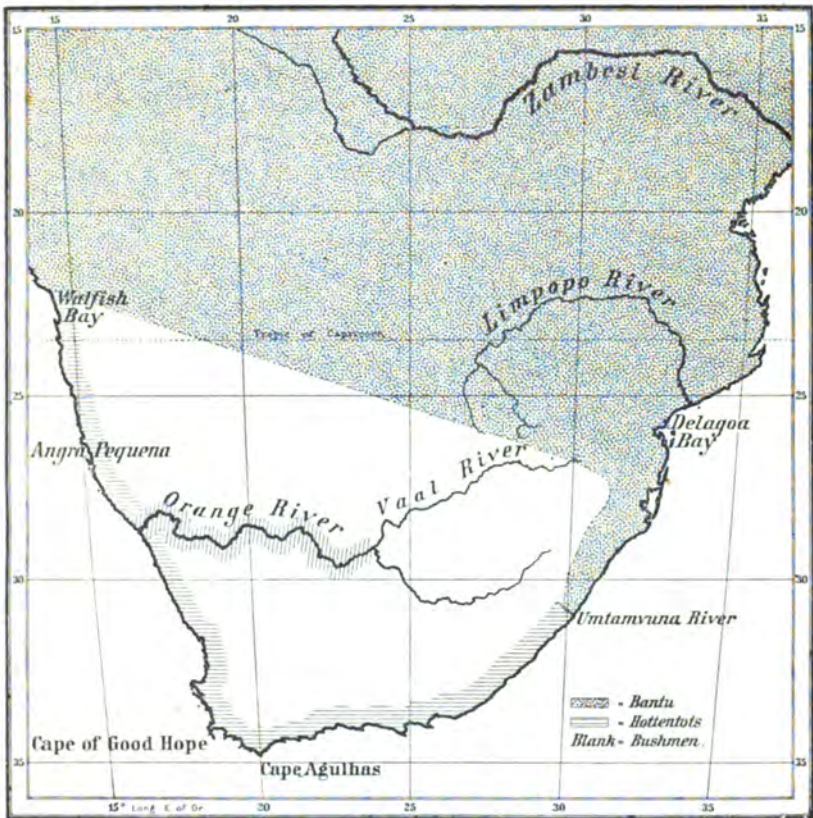 15 20 25 30 35
15 15
Zambesi River
20 20
Walfish
Bay
Limpopo River
Tropic of Capricorn
25 25
Delagoa
Bay
Angra Pequena
Orange River
Vaal River
30 30
Umtamvuna River
- Bantu
- Hottentots
Blank - Bushmen.
Cape of Good Hope
Cape Agulhas
35 35
15° Long. E. of Gr. 20 25 30 35